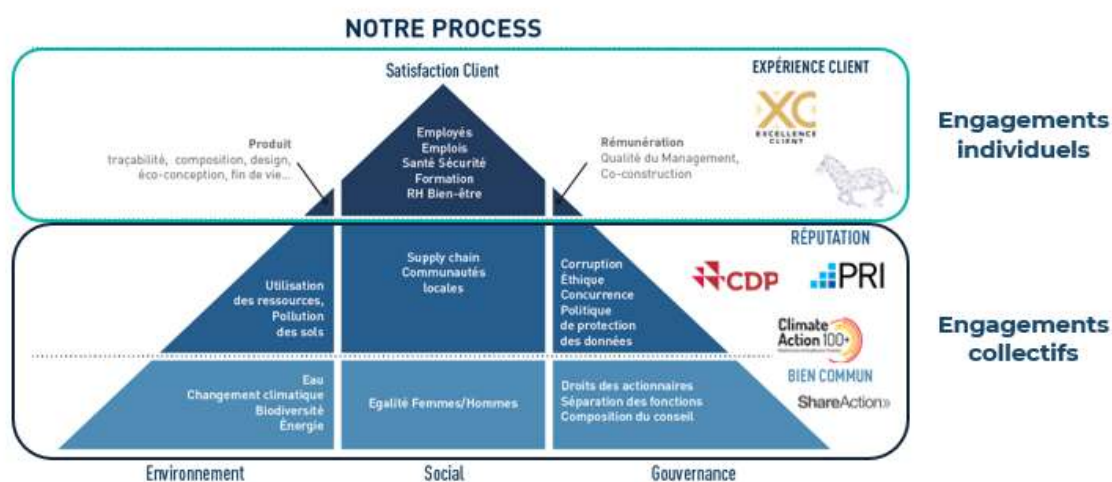 NOTRE PROCESS
Satisfaction Client
EXPÉRIENCE CLIENT
XC
EXCELLENCE
CLIENT
Produit
traçabilité, composition, design,
éco-conception, fin de vie...
Employés
Emplois
Santé Sécurité
Formation
RH Bien-être
Rémunération
Qualité du Management,
Co-construction
Engagements
individuels
RÉPUTATION
CDP
PRI
Utilisation
des ressources,
Pollution
des sols
Supply chain
Communautés
locales
Corruption
Éthique
Concurrence
Politique
de protection
des données
Climate
Action 100+
Engagements
collectifs
BIEN COMMUN
ShareAction»
Eau
Changement climatique
Biodiversité
Énergie
Egalité Femmes/Hommes
Droits des actionnaires
Séparation des fonctions
Composition du conseil
Environnement
Social
Gouvernance